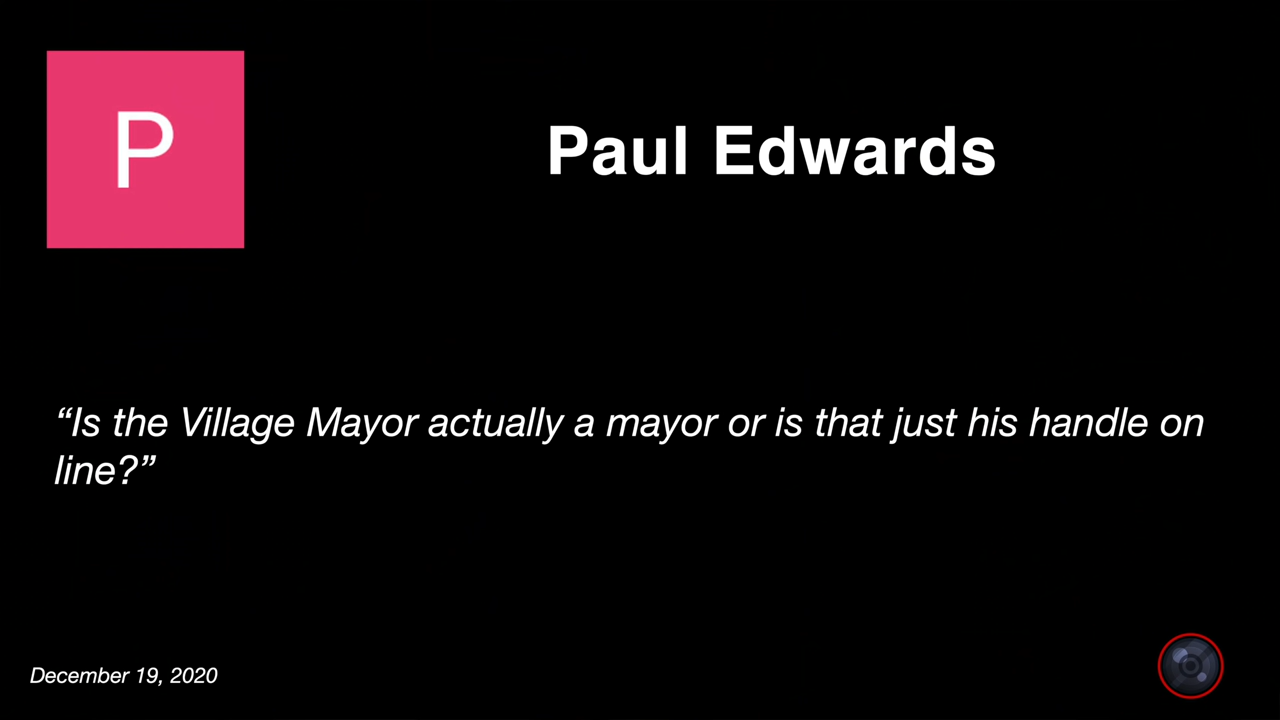 P
Paul Edwards
“Is the Village Mayor actually a mayor or is that just his handle on
line?”
December 19, 2020